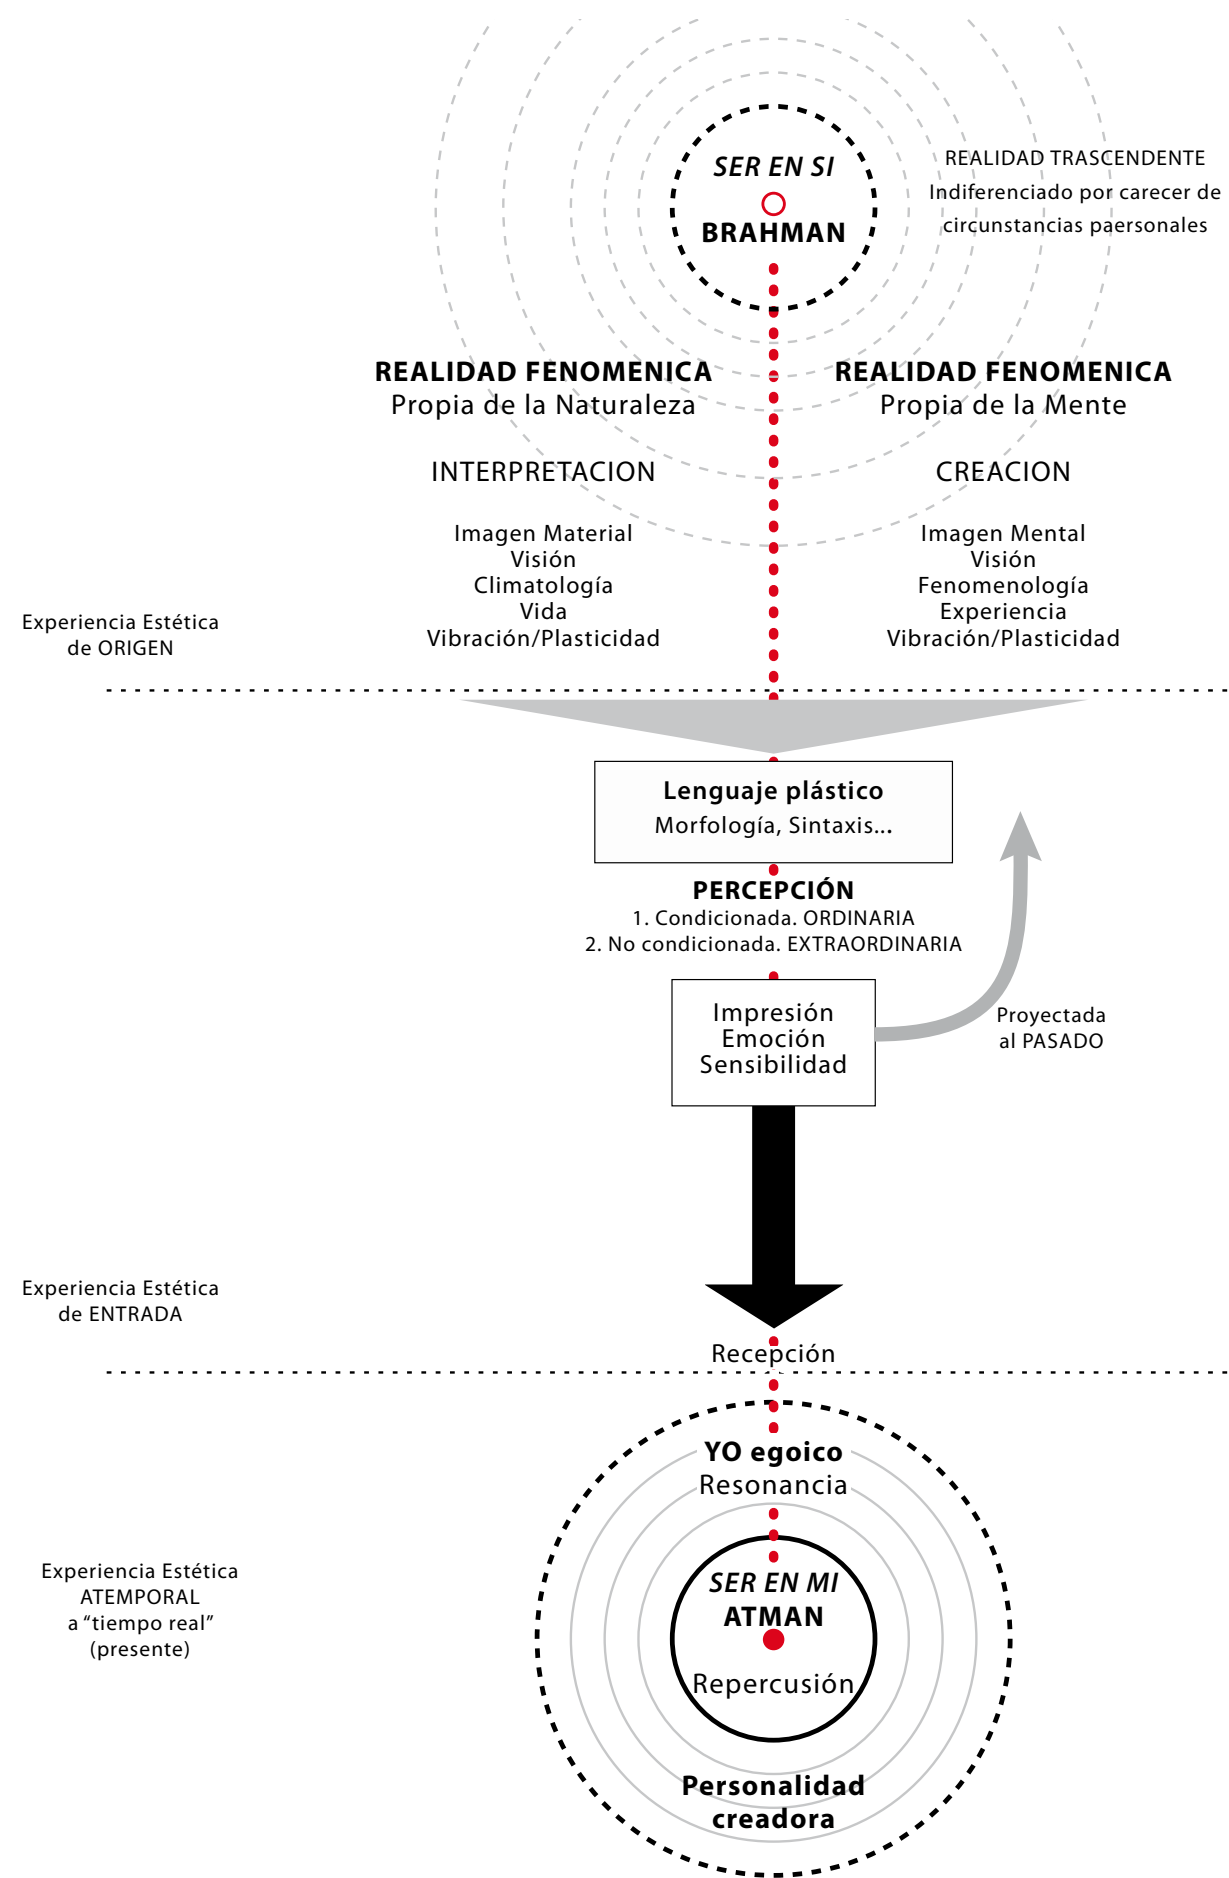 SER EN SI
BRAHMAN
REALIDAD TRASCENDENTE
Indiferenciado por carecer de
circunstancias paersonales
REALIDAD FENOMENICA
Propia de la Naturaleza
REALIDAD FENOMENICA
Propia de la Mente
INTERPRETACION
CREACION
Imagen Material
Visión
Climatología
Vida
Vibración/Plasticidad
Imagen Mental
Visión
Fenomenología
Experiencia
Vibración/Plasticidad
Experiencia Estética
de ORIGEN
Lenguaje plástico
Morfología, Sintaxis...
PERCEPCIÓN
1. Condicionada. ORDINARIA
2. No condicionada. EXTRAORDINARIA
Impresión
Emoción
Sensibilidad
Proyectada
al PASADO
Experiencia Estética
de ENTRADA
Recepción
YO egoico
Resonancia
SER EN MI
ATMAN
Repercusión
Personalidad
creadora
Experiencia Estética
ATEMPORAL
a “tiempo real”
(presente)